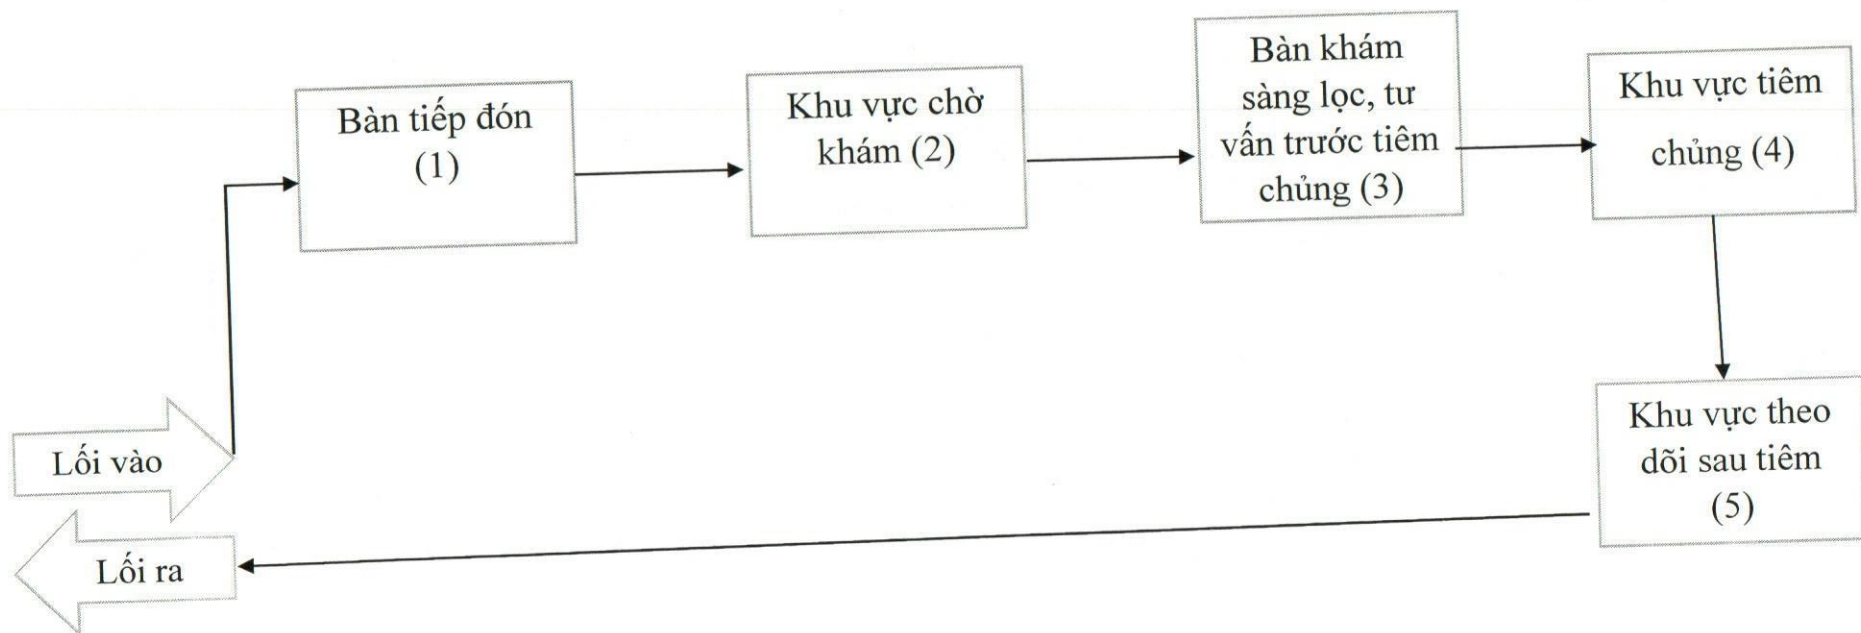 Bàn tiếp đón
(1)
Khu vực chờ
khám (2)
Bàn khám
sàng lọc, tư
vấn trước tiêm
chủng (3)
Khu vực tiêm
chủng (4)
Khu vực theo
dõi sau tiêm
(5)
Lối vào
Lối ra